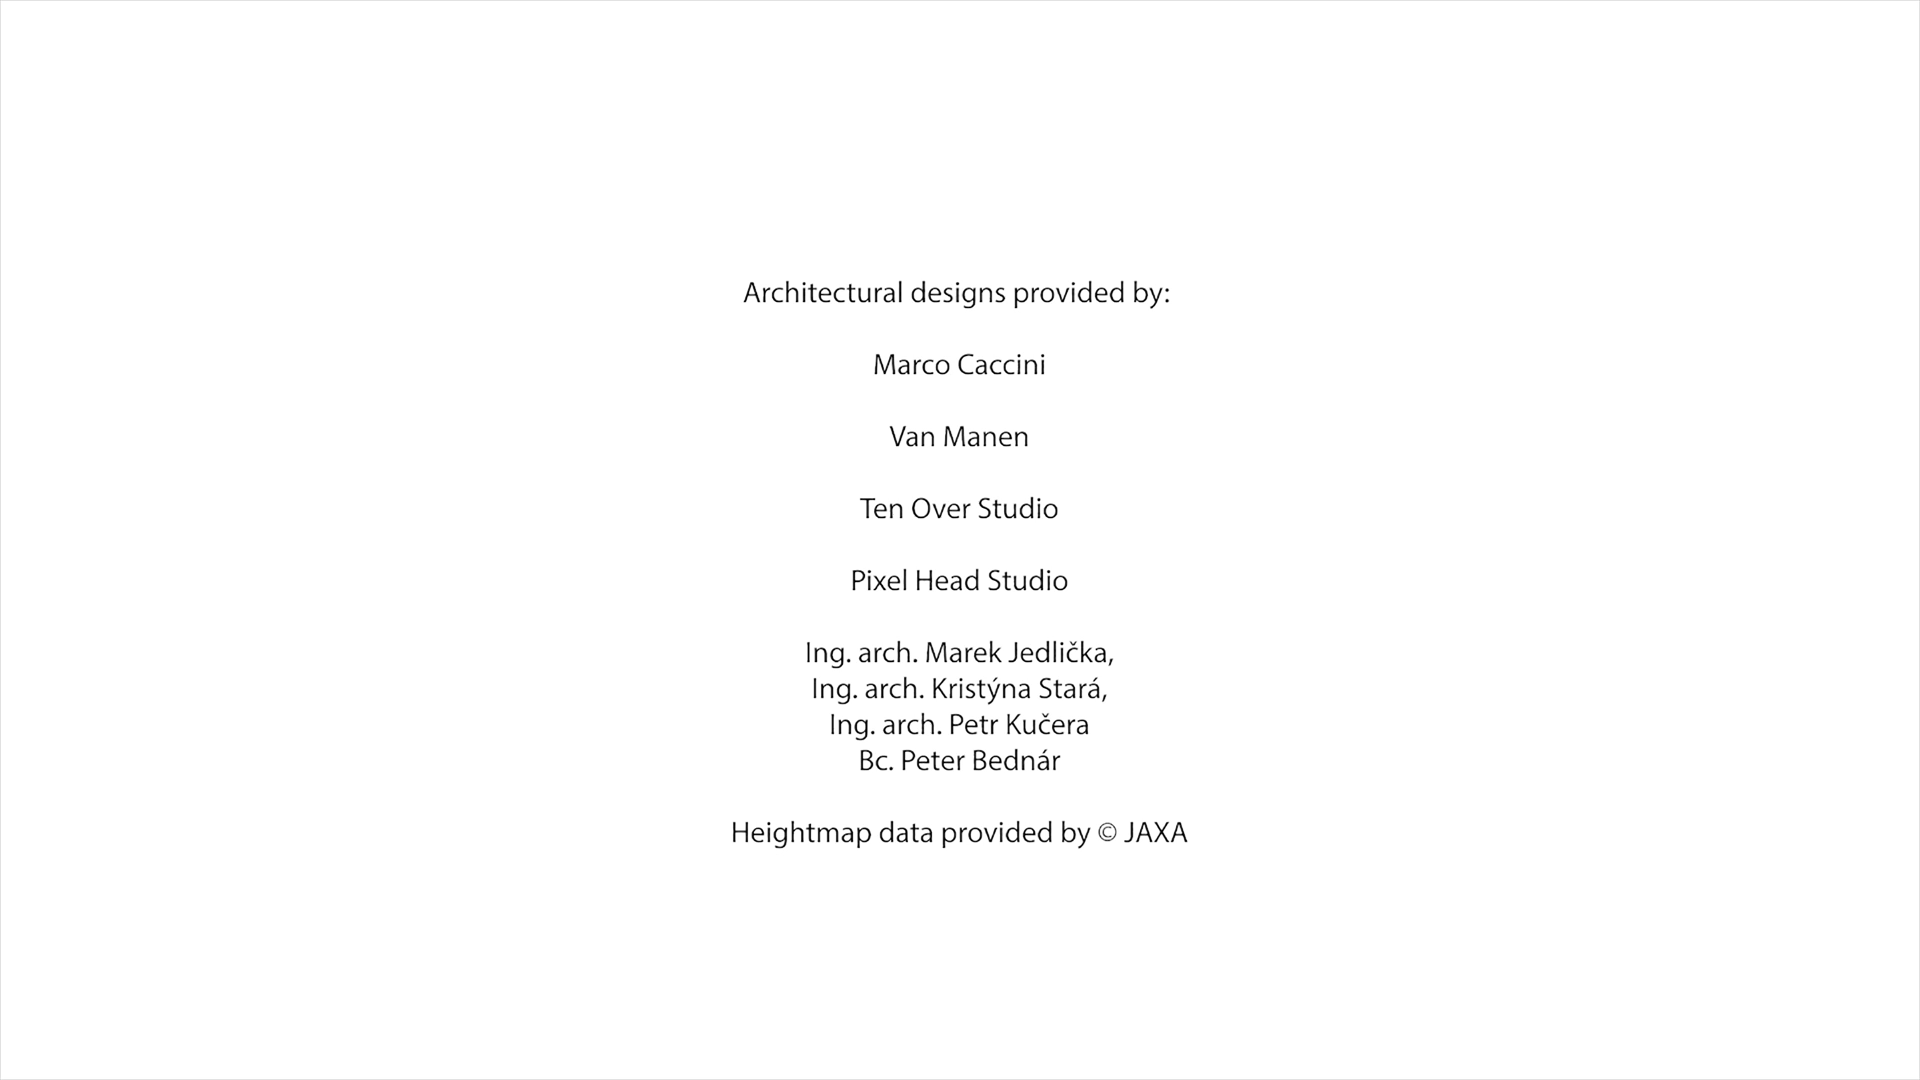 Architectural designs provided by:
Marco Caccini
Van Manen
Ten Over Studio
Pixel Head Studio
Ing. arch. Marek Jedlička,
Ing. arch. Kristýna Stará,
Ing. arch. Petr Kučera
Bc. Peter Bednár
Heightmap data provided by © JAXA